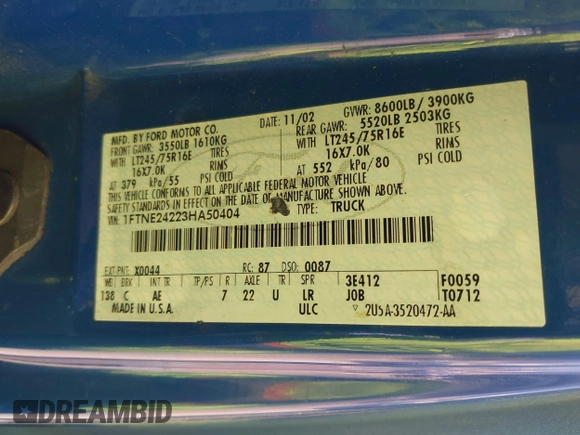 MFD. BY FORD MOTOR CO.
DATE: 11/02
GVWR: 8600LB / 3900KG
FRONT GAWR: 3550LB 1610KG
REAR GAWR: 5520LB 2503KG
WITH LT245/75R16E TIRES
WITH LT245/75R16E TIRES
16X7.0K RIMS
16X7.0K RIMS
AT 379 kPa/55 PSI COLD
AT 552 kPa/80 PSI COLD
THIS VEHICLE CONFORMS TO ALL APPLICABLE FEDERAL MOTOR VEHICLE
SAFETY STANDARDS IN EFFECT ON DATE OF MANUFACTURE SHOWN ABOVE.
VIN: 1FTNE24223HA50404
TYPE: TRUCK
EXT PNT: X0044 RC: 87 DSO: 0087
WB BRK INT TR TP/PS R AXLE TR SPR 3E412 F0059
138 C AE 7 22 U LR JOB T0712
MADE IN U.S.A. ULC 2U5A-3520472-AA
DREAMBID